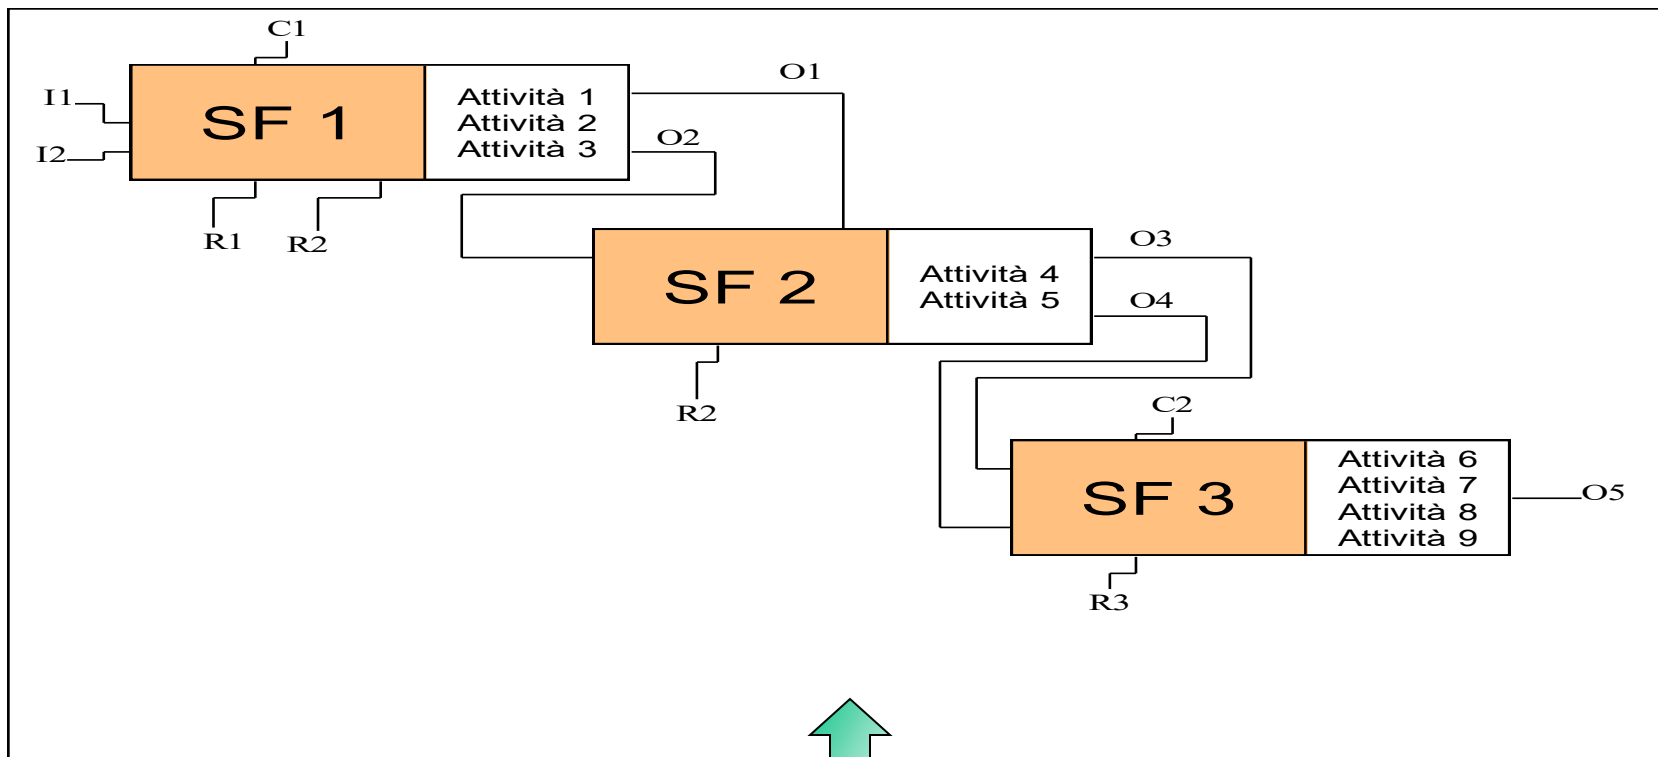 C1
I1
I2
SF 1
Attività 1
Attività 2
Attività 3
O1
O2
R1
R2
SF 2
Attività 4
Attività 5
O3
O4
R2
C2
SF 3
Attività 6
Attività 7
Attività 8
Attività 9
O5
R3